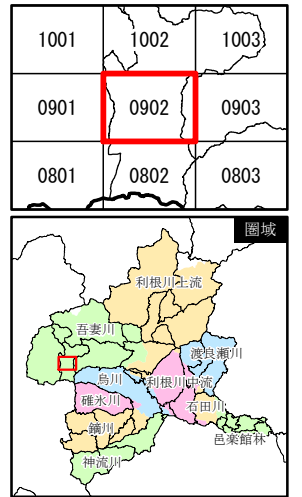 1001 1002 1003
0901 0902 0903
0801 0802 0803
圏域
利根川上流
吾妻川
渡良瀬川
烏川 利根川中流
碓氷川
石田川
鏑川
邑楽館林
神流川